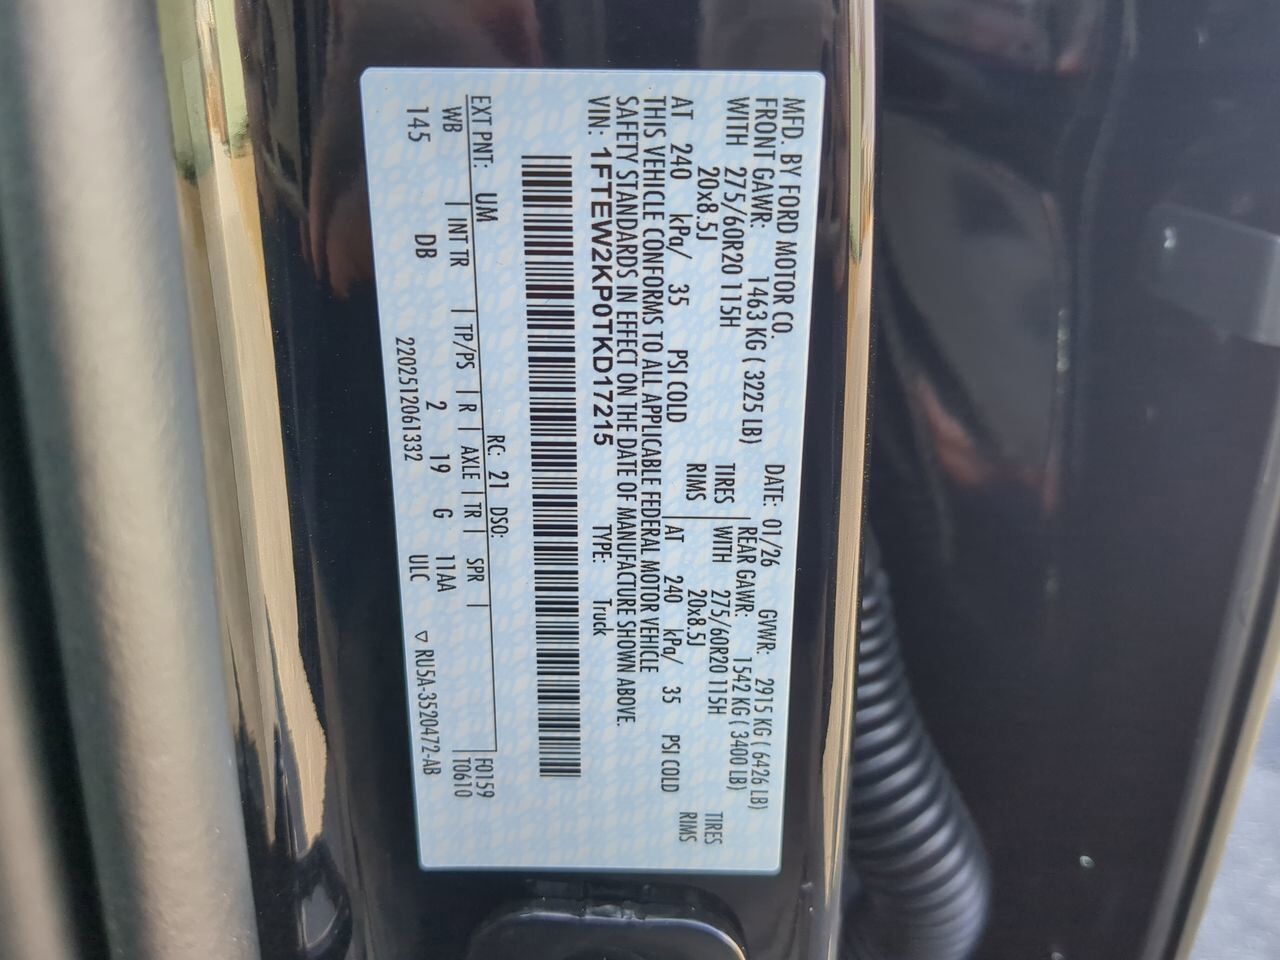 MFD. BY FORD MOTOR CO. DATE: 01/26 GVWR: 2915 KG ( 6426 LB)
FRONT GAWR: 1463 KG ( 3225 LB) REAR GAWR: 1542 KG ( 3400 LB)
WITH 275/60R20 115H TIRES WITH 275/60R20 115H TIRES
20x8.5J RIMS 20x8.5J RIMS
AT 240 kPa/ 35 PSI COLD AT 240 kPa/ 35 PSI COLD
THIS VEHICLE CONFORMS TO ALL APPLICABLE FEDERAL MOTOR VEHICLE
SAFETY STANDARDS IN EFFECT ON THE DATE OF MANUFACTURE SHOWN ABOVE.
VIN: 1FTEW2KP0TKD17215 TYPE: Truck
F0159
T0610
EXT PNT: UM RC: 21 DSO:
WB | INT TR | TP/PS | R | AXLE | TR | SPR |
145 DB 2 19 G 11AA
2202512061332 ULC ▽ RU5A-3520472-AB